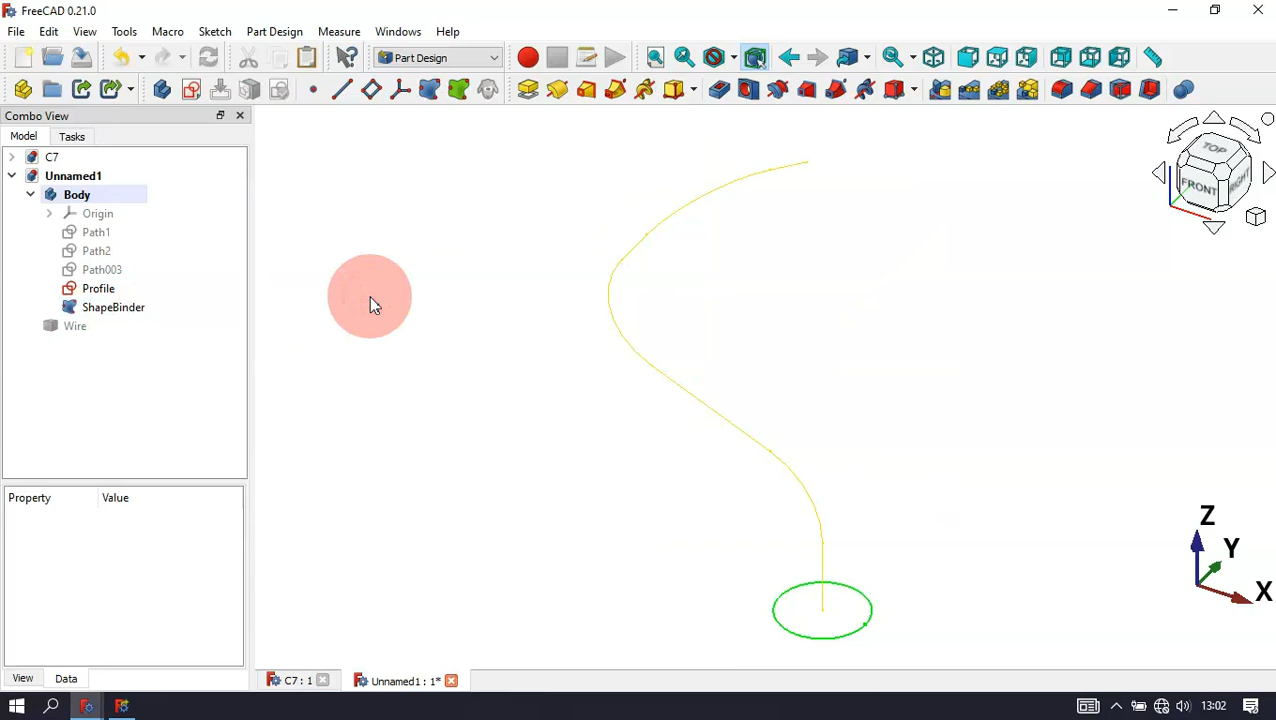 FreeCAD 0.21.0
File Edit View Tools Macro Sketch Part Design Measure Windows Help
Part Design
Combo View
Model Tasks
C7
Unnamed1
Body
Origin
Path1
Path2
Path003
Profile
ShapeBinder
Wire
TOP
FRONT
RIGHT
Property Value
Z
Y
X
View Data
C7 : 1
Unnamed1 : 1*
13:02